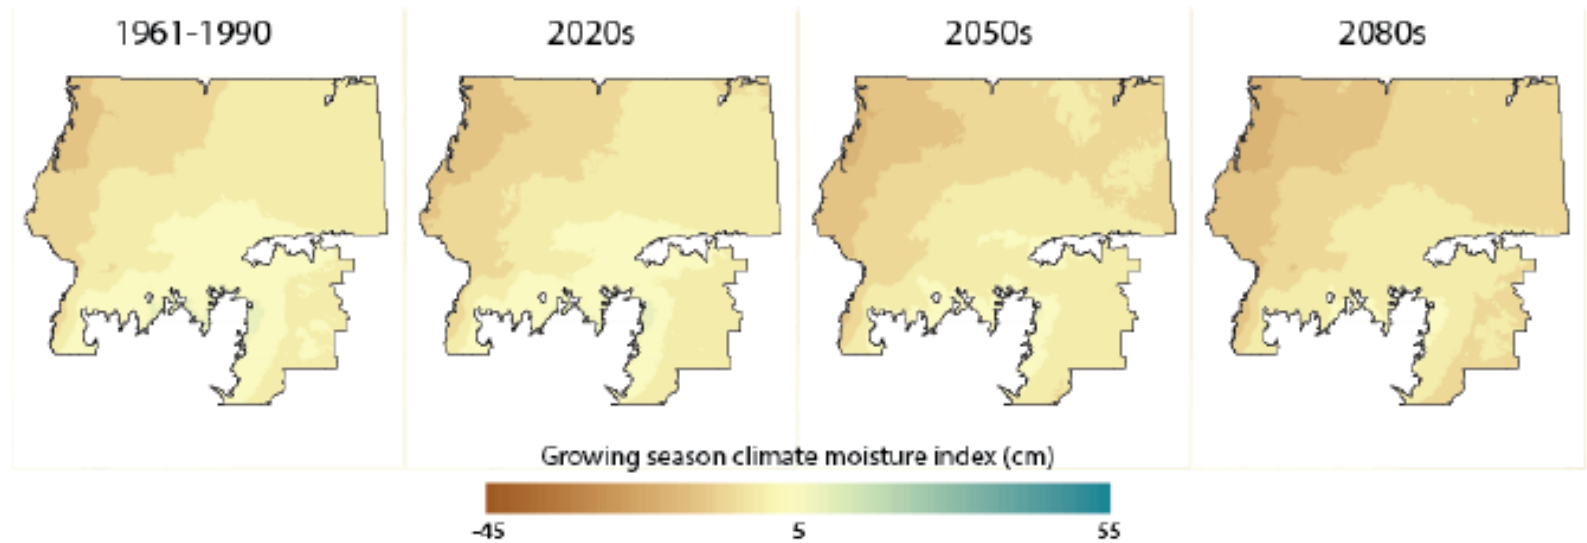 1961-1990 2020s 2050s 2080s
Growing season climate moisture index (cm)
-45 5 55